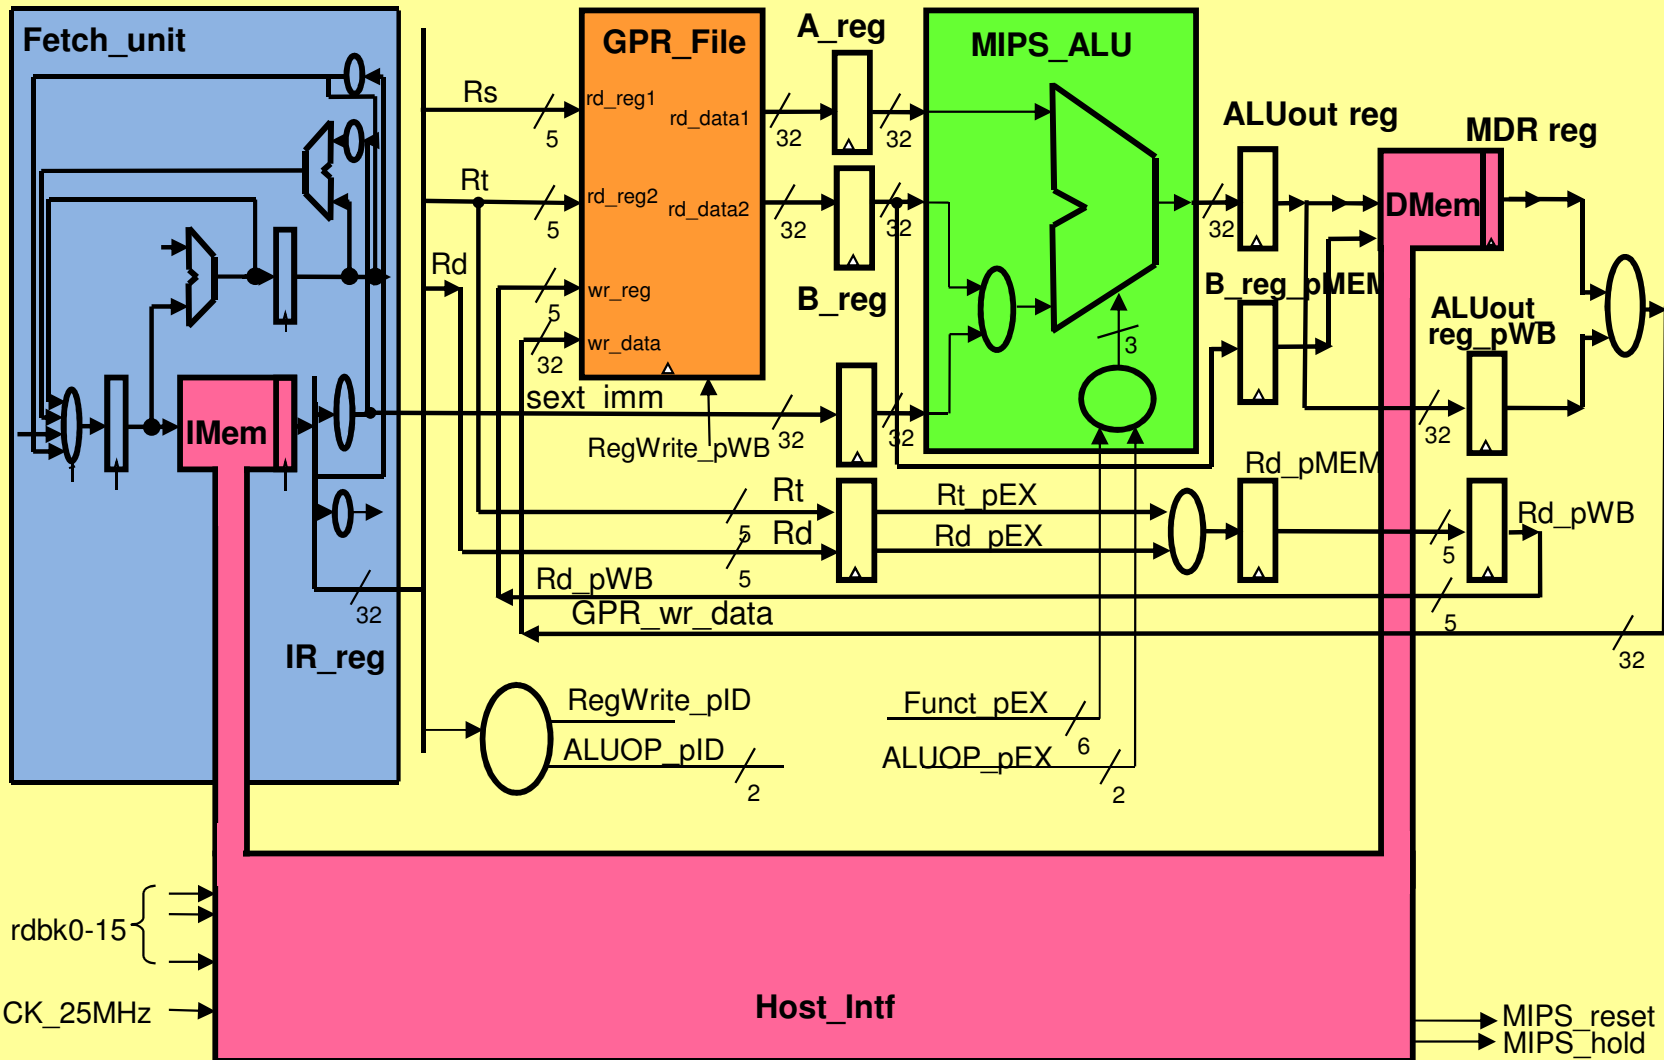 Fetch_unit
GPR_File
A_reg
MIPS_ALU
ALUout reg
MDR reg
Rs
rd_reg1
rd_data1
5
32
32
Rt
rd_reg2
rd_data2
5
32
32
32
DMem
Rd
wr_reg
5
B_reg
B_reg_pMEM
ALUout
reg_pWB
wr_data
32
3
sext_imm
IMem
RegWrite_pWB
32
32
32
Rd_pMEM
Rt
Rt_pEX
5
Rd
Rd_pEX
5
Rd_pWB
5
Rd_pWB
5
GPR_wr_data
32
32
IR_reg
RegWrite_pID
ALUOP_pID
2
Funct_pEX
6
ALUOP_pEX
2
rdbk0-15
CK_25MHz
Host_Intf
MIPS_reset
MIPS_hold